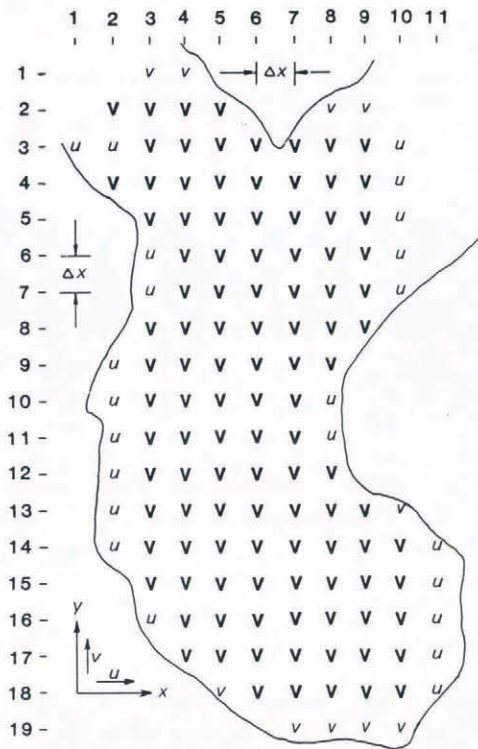 1 2 3 4 5 6 7 8 9 10 11
1 - v v Δx
2 - V V V V v v
3 - u u V V V V V V V u
4 - V V V V V V V V u
5 - V V V V V V V u
6 - u V V V V V V u
Δx
7 - u V V V V V V u
8 - V V V V V V V
9 - u V V V V V V
10 - u V V V V V u
11 - u V V V V V u
12 - u V V V V V V
13 - u V V V V V V V v
14 - u V V V V V V V V u
15 - V V V V V V V V u
16 - u V V V V V V V u
17 - V V V V V V V u
18 - v V V V V V u
19 - v v v v
y
v
u
x